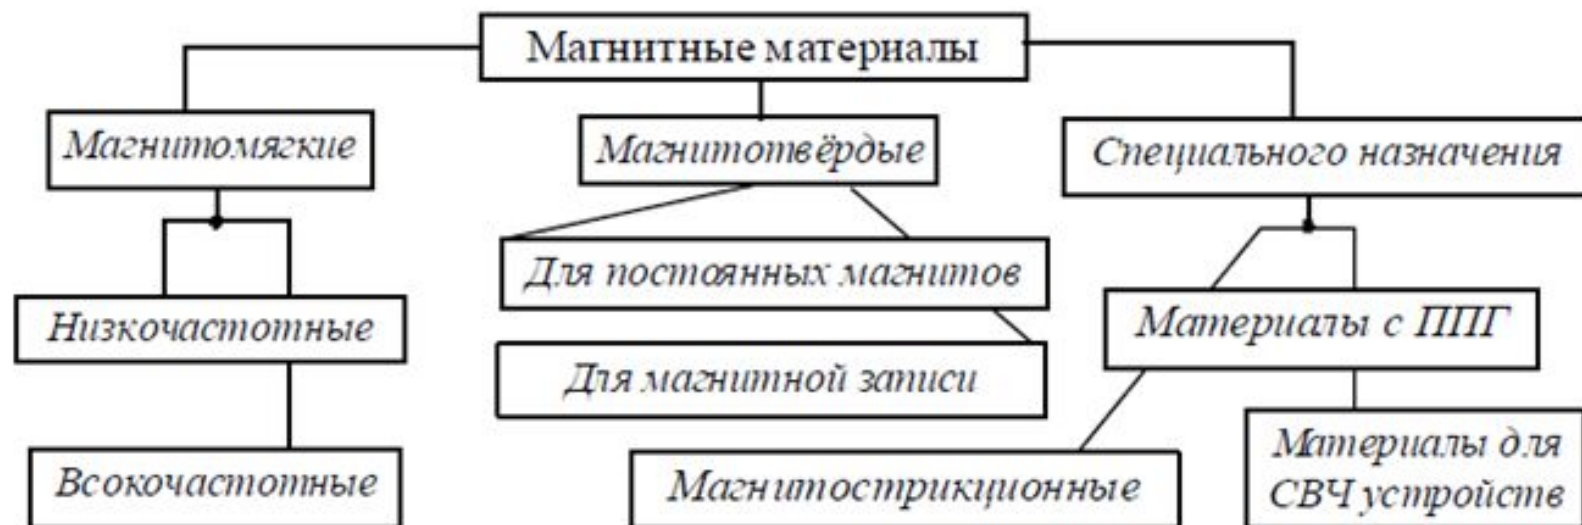 Магнитные материалы
Магнитомягкие
Магнитотвёрдые
Специального назначения
Для постоянных магнитов
Низкочастотные
Материалы с ППГ
Для магнитной записи
Всокочастотные
Магнитострикционные
Материалы для
СВЧ устройств